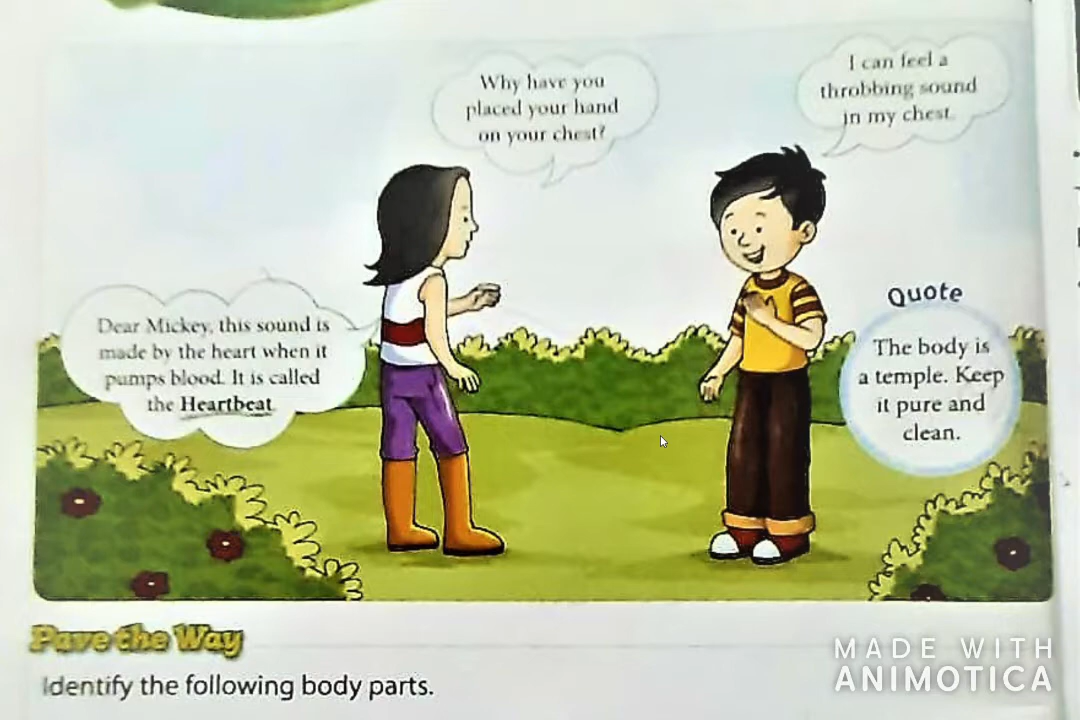 Why have you
placed your hand
on your chest?
I can feel a
throbbing sound
in my chest.
Dear Mickey, this sound is
made by the heart when it
pumps blood. It is called
the Heartbeat
Quote
The body is
a temple. Keep
it pure and
clean.
Pave the Way
Identify the following body parts.
MADE WITH
ANIMOTICA